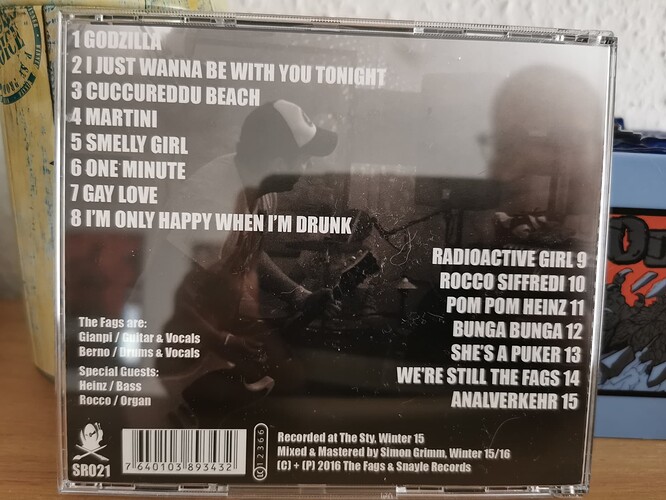 1 GODZILLA
2 I JUST WANNA BE WITH YOU TONIGHT
3 CUCCUREDDU BEACH
4 MARTINI
5 SMELLY GIRL
6 ONE MINUTE
7 GAY LOVE
8 I'M ONLY HAPPY WHEN I'M DRUNK
RADIOACTIVE GIRL 9
ROCCO SIFFREDI 10
POM POM HEINZ 11
BUNGA BUNGA 12
SHE'S A PUKER 13
WE'RE STILL THE FAGS 14
ANALVERKEHR 15
The Fags are:
Gianpi / Guitar & Vocals
Berno / Drums & Vocals
Special Guests:
Heinz / Bass
Rocco / Organ
SR021
7 640103 893432
LC 12366
Recorded at The Sty, Winter 15
Mixed & Mastered by Simon Grimm, Winter 15/16
(C) + (P) 2016 The Fags & Snayle Records